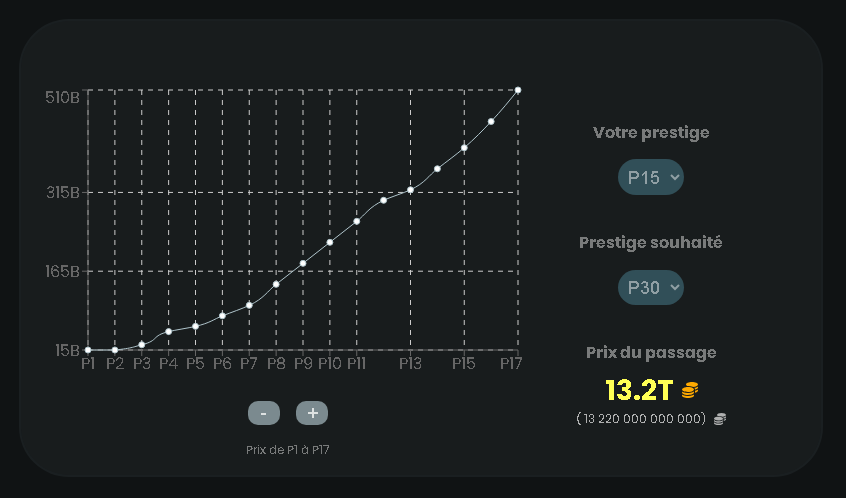 510B
315B
165B
15B
P1 P2 P3 P4 P5 P6 P7 P8 P9 P10 P11 P13 P15 P17
- +
Prix de P1 à P17
Votre prestige
P15
Prestige souhaité
P30
Prix du passage
13.2T
( 13 220 000 000 000)